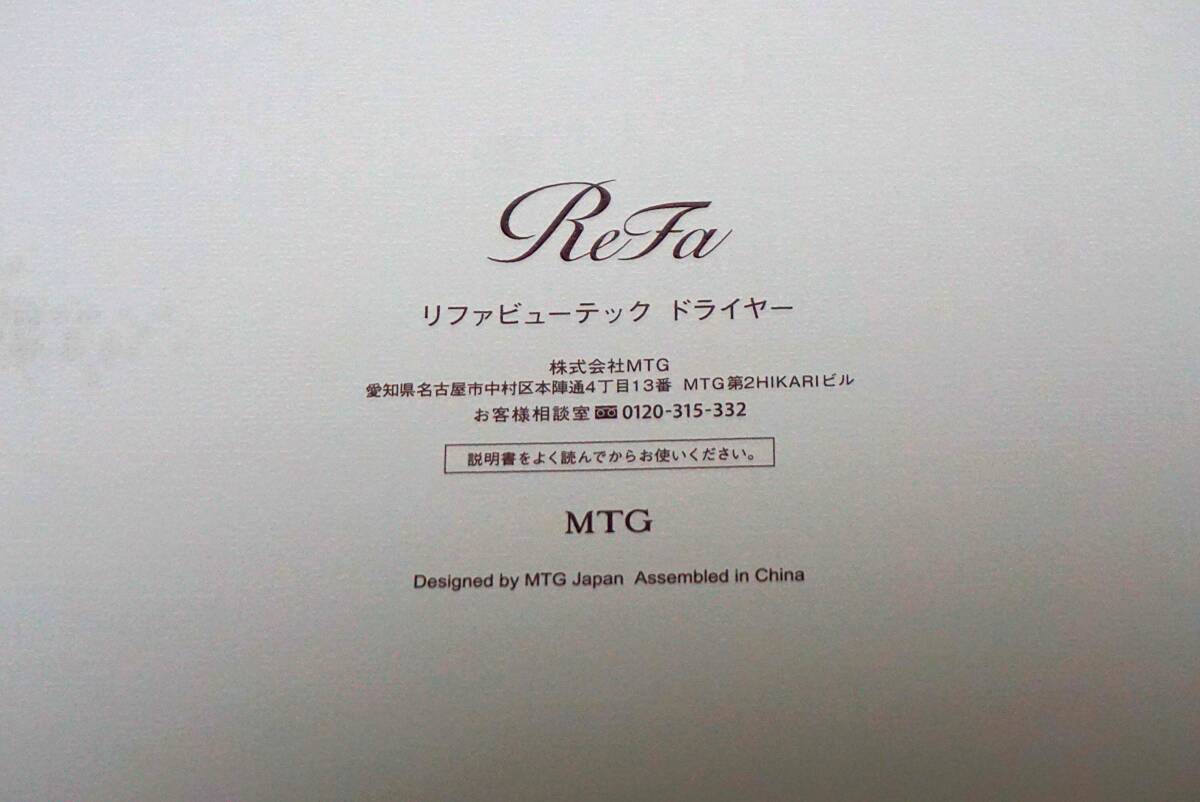 ReFa
リファビューテック ドライヤー
株式会社MTG
愛知県名古屋市中村区本陣通4丁目13番 MTG第2HIKARIビル
お客様相談室 0120-315-332
説明書をよく読んでからお使いください。
MTG
Designed by MTG Japan Assembled in China